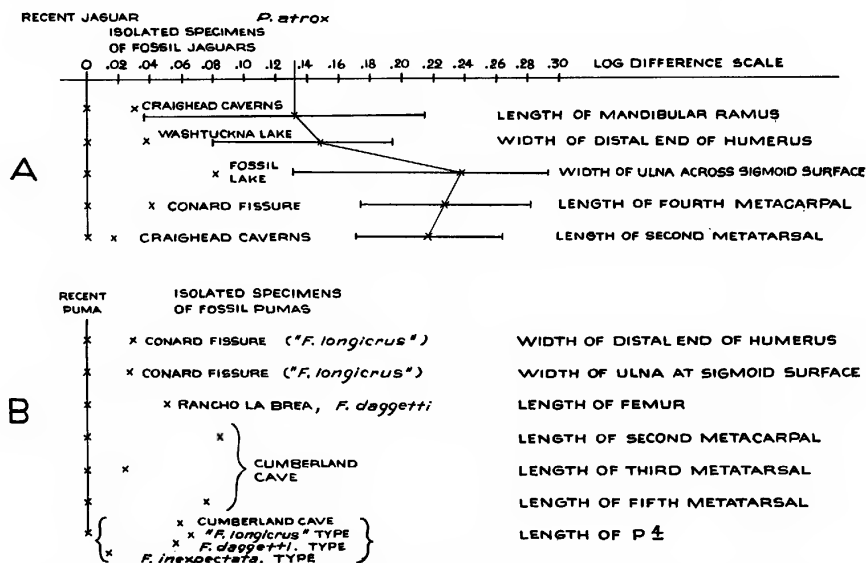 RECENT JAGUAR P. atrox
ISOLATED SPECIMENS
OF FOSSIL JAGUARS
0 .02 .04 .06 .08 .10 .12 .14 .16 .20 .24 .26 .30 LOG DIFFERENCE SCALE
A
CRAIGHEAD CAVERNS LENGTH OF MANDIBULAR RAMUS
WASHTUCKNA LAKE WIDTH OF DISTAL END OF HUMERUS
FOSSIL
LAKE WIDTH OF ULNA ACROSS SIGMOID SURFACE
CONARD FISSURE LENGTH OF FOURTH METACARPAL
CRAIGHEAD CAVERNS LENGTH OF SECOND METATARSAL
B
RECENT
PUMA
ISOLATED SPECIMENS
OF FOSSIL PUMAS
CONARD FISSURE ("F. longicrus") WIDTH OF DISTAL END OF HUMERUS
CONARD FISSURE ("F. longicrus") WIDTH OF ULNA AT SIGMOID SURFACE
RANCHO LA BREA, F. daggetti LENGTH OF FEMUR
LENGTH OF SECOND METACARPAL
CUMBERLAND
CAVE LENGTH OF THIRD METATARSAL
LENGTH OF FIFTH METATARSAL
CUMBERLAND CAVE
"F. longicrus" TYPE LENGTH OF P4
F. daggetti. TYPE
F. inexpectata. TYPE